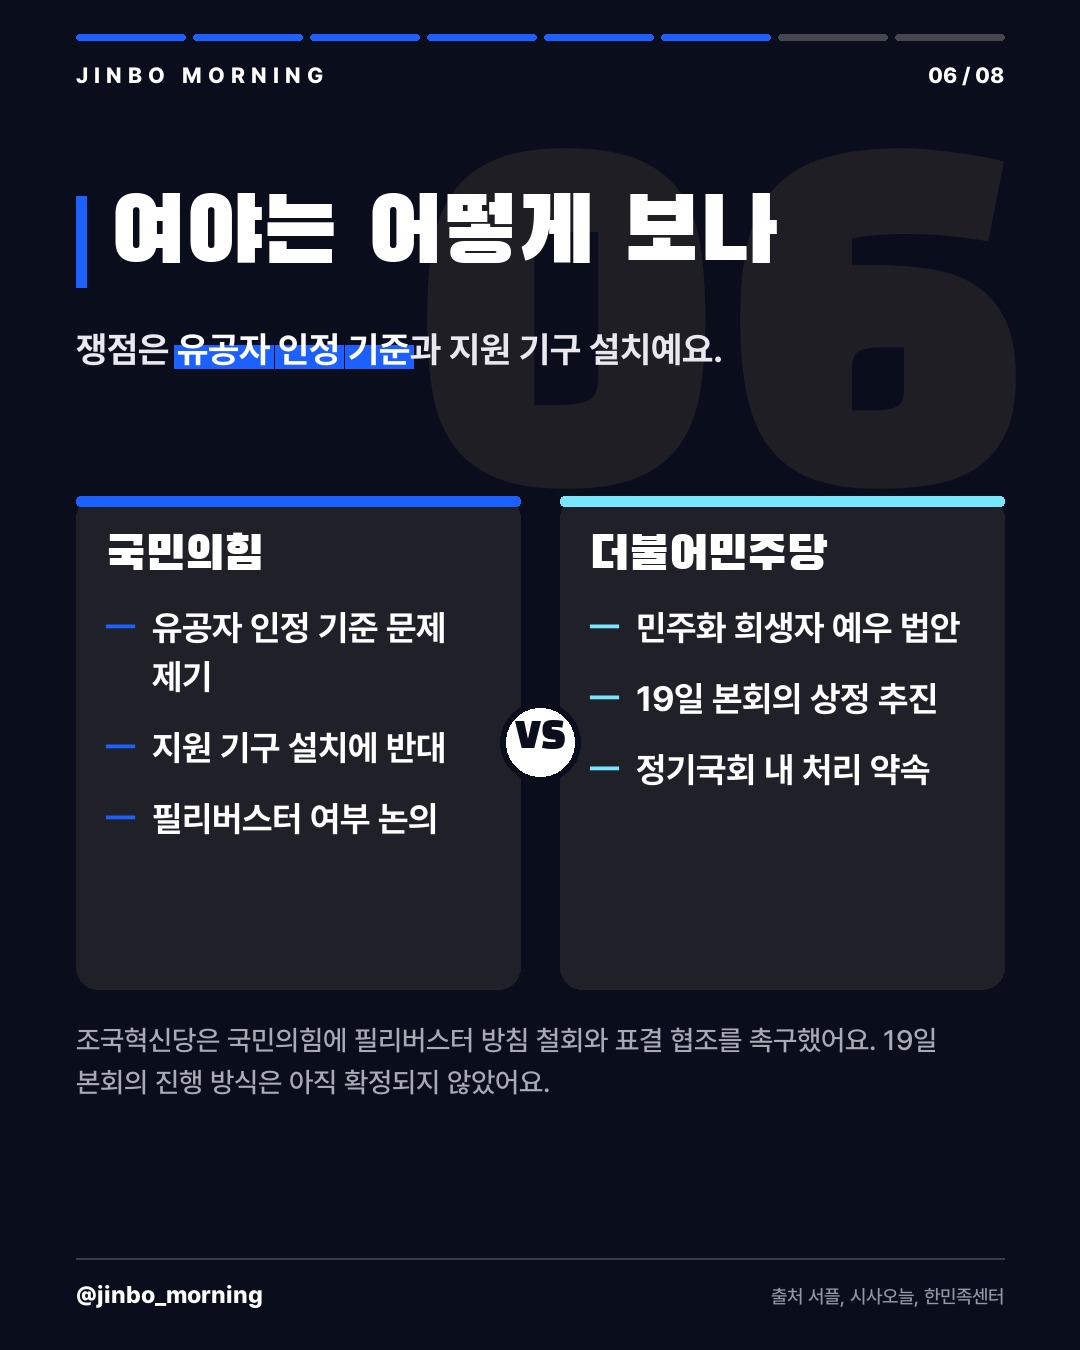 JINBO MORNING
06 / 08
06
여야는 어떻게 보나
쟁점은 유공자 인정 기준과 지원 기구 설치예요.
국민의힘
유공자 인정 기준 문제
제기
지원 기구 설치에 반대
필리버스터 여부 논의
VS
더불어민주당
민주화 희생자 예우 법안
19일 본회의 상정 추진
정기국회 내 처리 약속
조국혁신당은 국민의힘에 필리버스터 방침 철회와 표결 협조를 촉구했어요. 19일
본회의 진행 방식은 아직 확정되지 않았어요.
@jinbo_morning
출처 서플, 시사오늘, 한민족센터